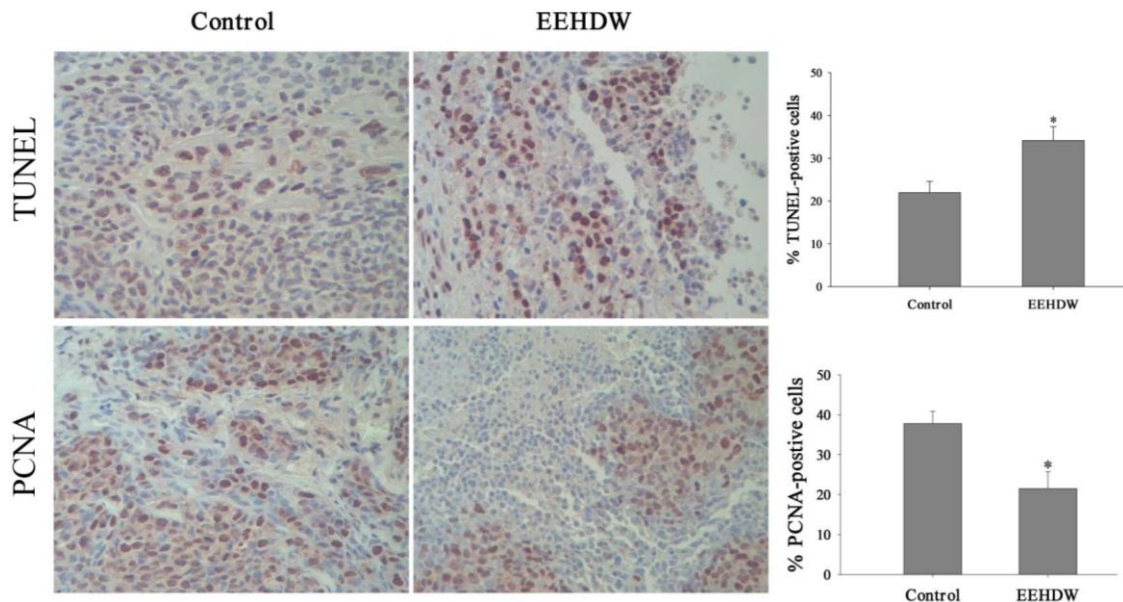 Control
EEHDW
TUNEL
PCNA
% TUNEL-postive cells
50
40
30
20
10
0
*
Control
EEHDW
% PCNA-postive cells
50
40
30
20
10
0
*
Control
EEHDW